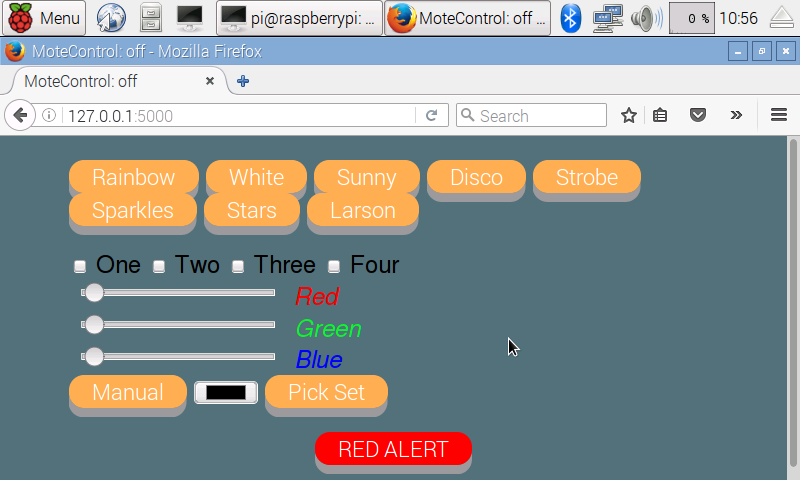 Menu pi@raspberrypi: ... MoteControl: off ... 0 % 10:56
MoteControl: off - Mozilla Firefox
MoteControl: off
127.0.0.1:5000 Search
Rainbow White Sunny Disco Strobe
Sparkles Stars Larson
One Two Three Four
Red
Green
Blue
Manual Pick Set
RED ALERT